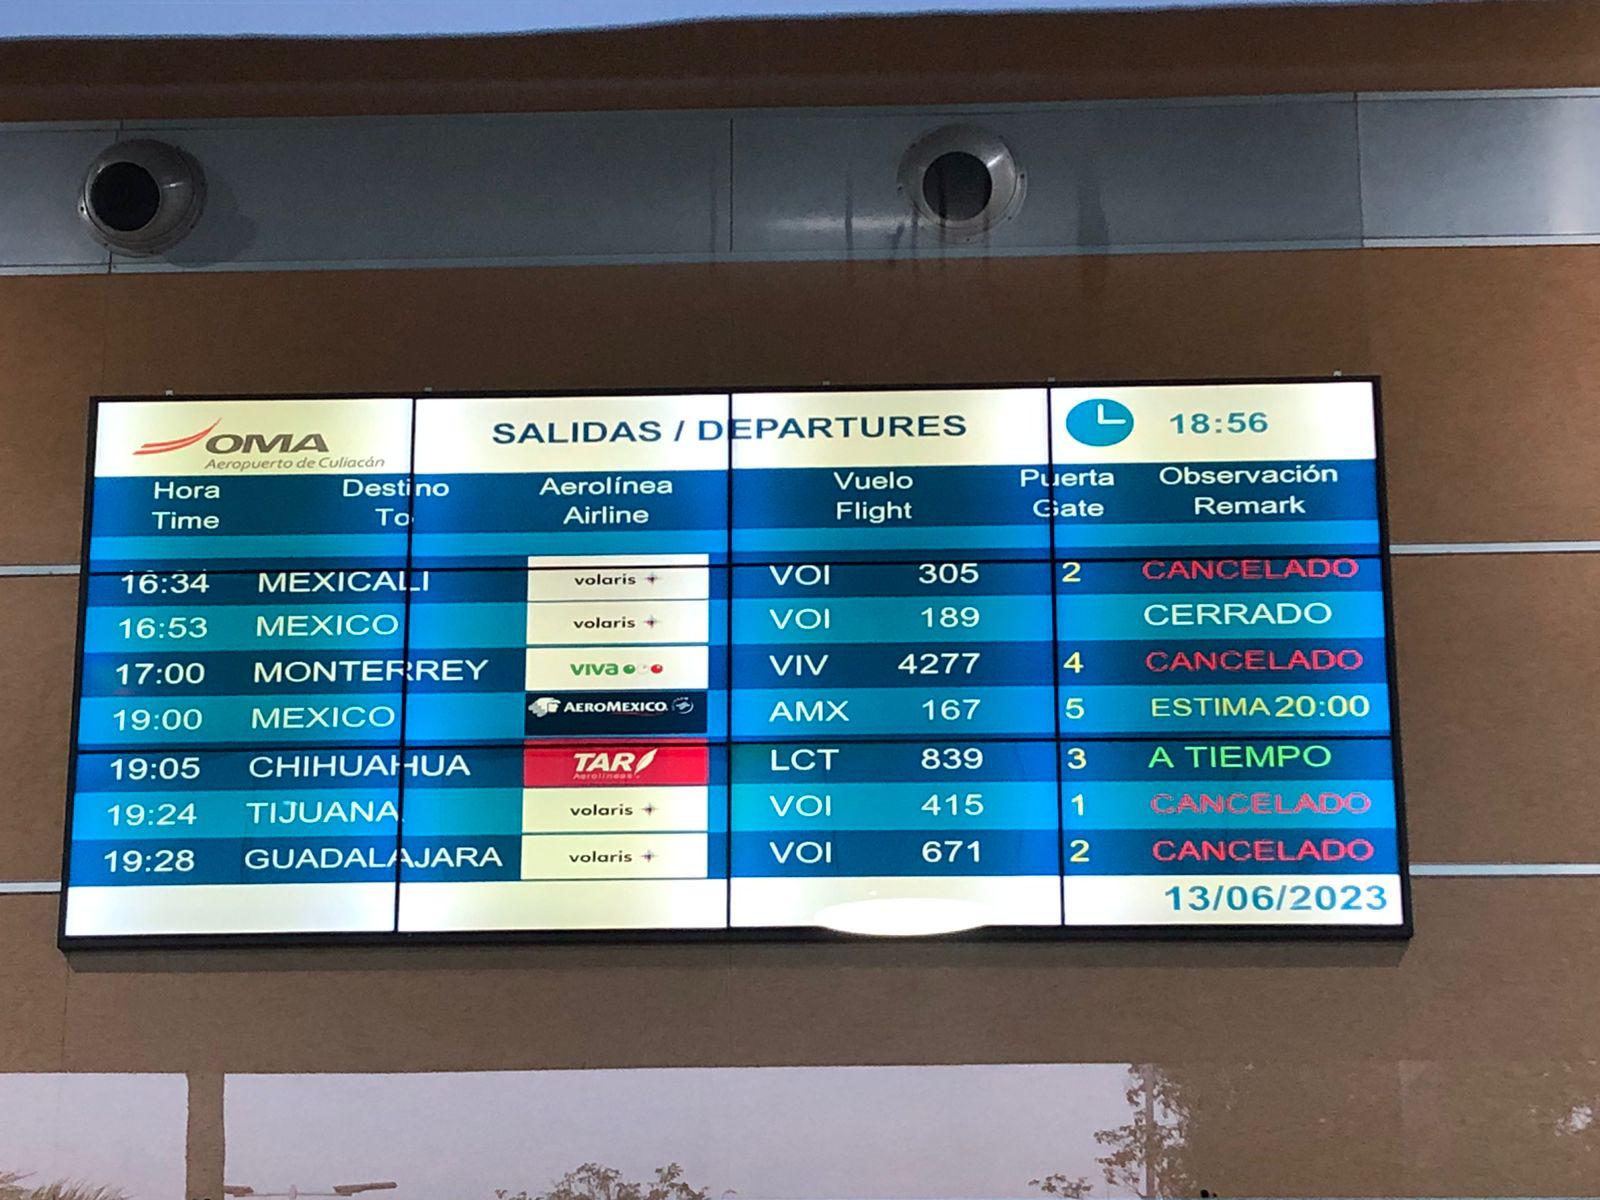 OMA
Aeropuerto de Culiacán
SALIDAS / DEPARTURES
18:56
Hora Destino Aerolínea Vuelo Puerta Observación
Time To Airline Flight Gate Remark
16:34 MEXICALI volaris VOI 305 2 CANCELADO
16:53 MEXICO volaris VOI 189 CERRADO
17:00 MONTERREY VIVA VIV 4277 4 CANCELADO
19:00 MEXICO AEROMEXICO. AMX 167 5 ESTIMA 20:00
19:05 CHIHUAHUA TAR Aerolíneas LCT 839 3 A TIEMPO
19:24 TIJUANA volaris VOI 415 1 CANCELADO
19:28 GUADALAJARA volaris VOI 671 2 CANCELADO
13/06/2023